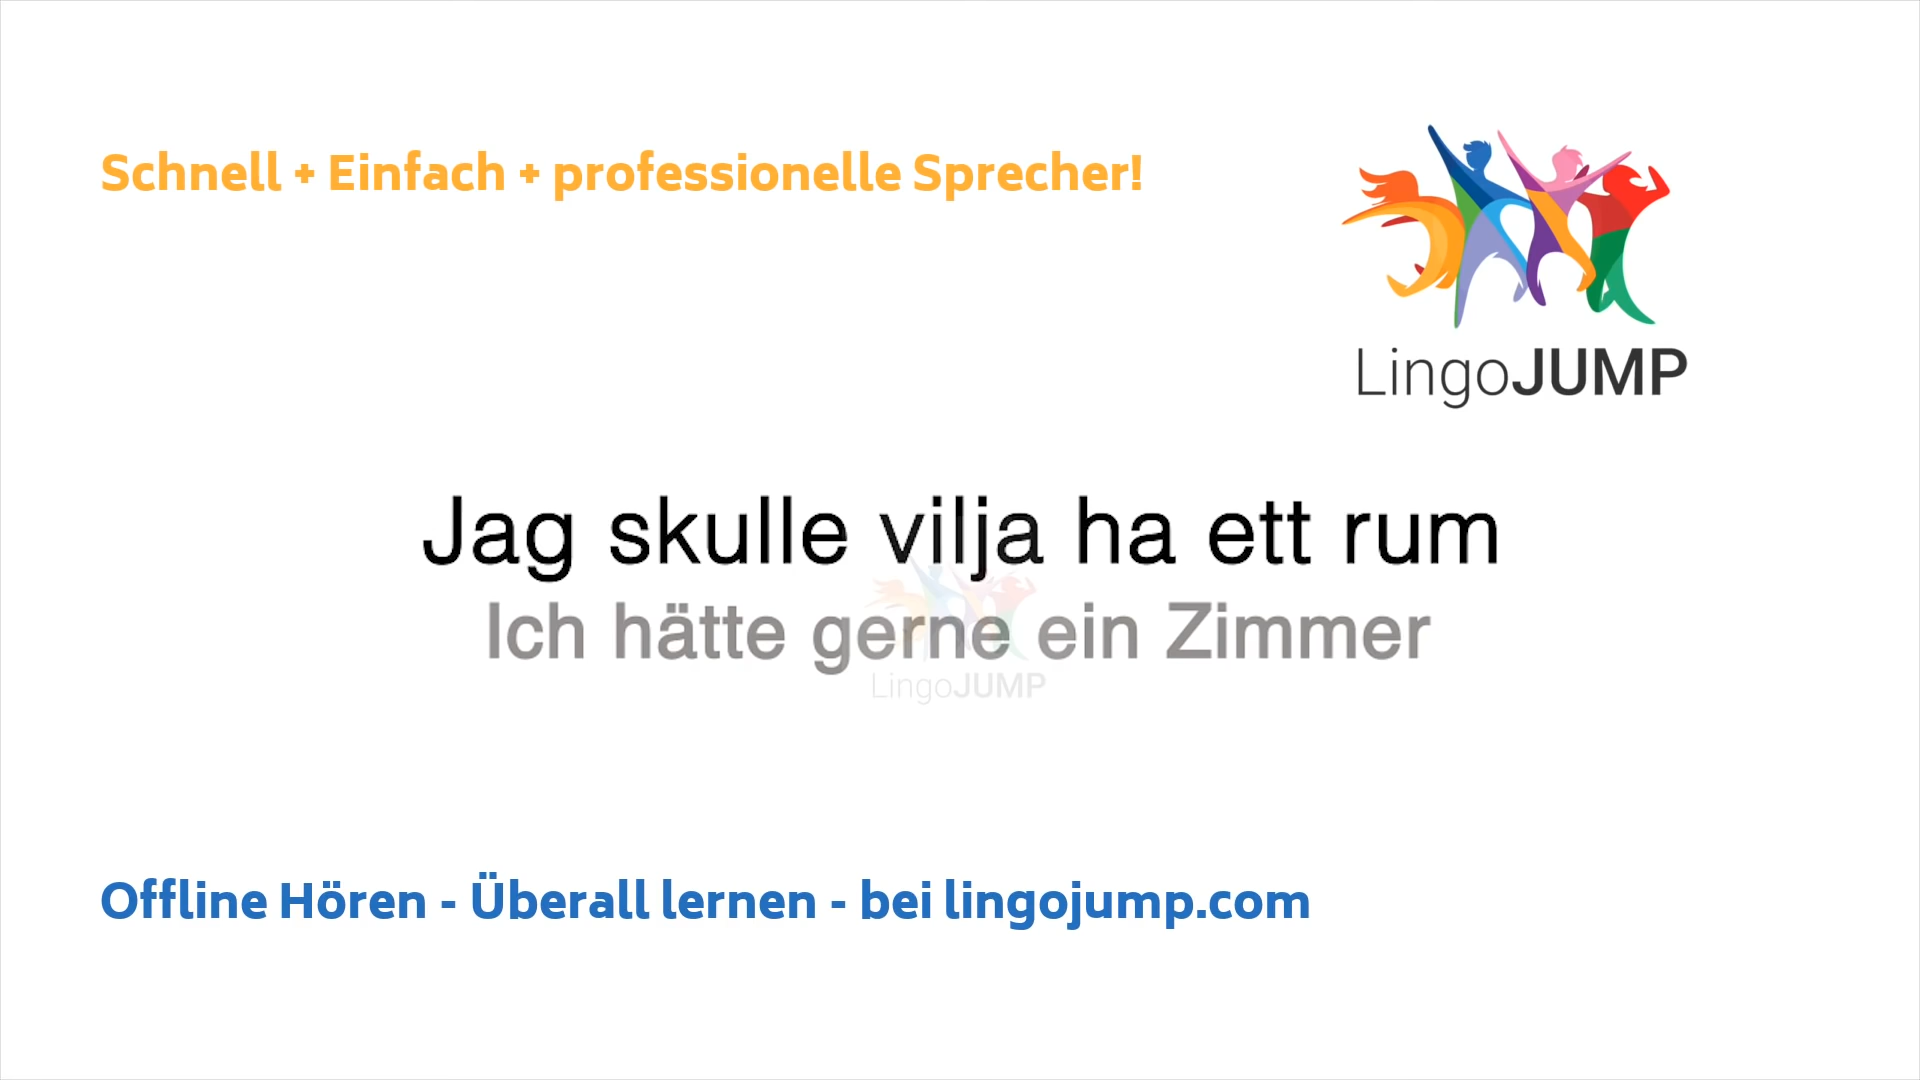 Schnell + Einfach + professionelle Sprecher!
LingoJUMP
Jag skulle vilja ha ett rum
Ich hätte gerne ein Zimmer
LingoJUMP
Offline Hören - Überall lernen - bei lingojump.com